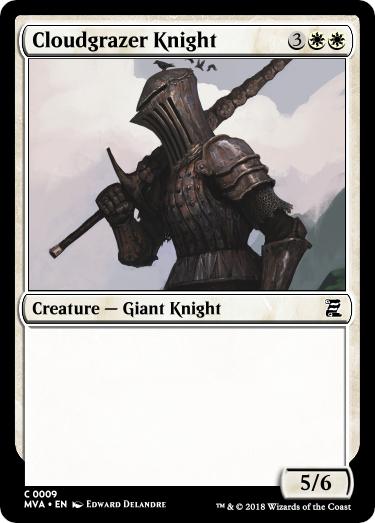 Cloudgrazer Knight 3
Creature — Giant Knight
5/6
C 0009
MVA • EN Edward Delandre
™ & © 2018 Wizards of the Coast